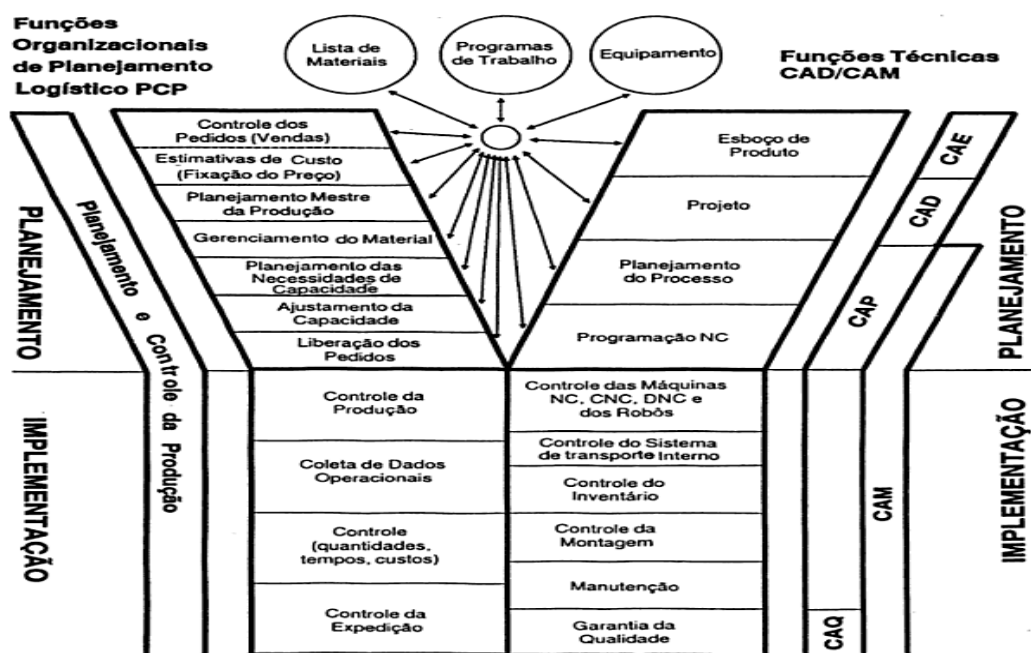 Funções
Organizacionais
de Planejamento
Logístico PCP
Lista de
Materiais
Programas
de Trabalho
Equipamento
Funções Técnicas
CAD/CAM
PLANEJAMENTO
Planejamento e Controle da Produção
Controle dos
Pedidos (Vendas)
Estimativas de Custo
(Fixação do Preço)
Planejamento Mestre
da Produção
Gerenciamento do Material
Planejamento das
Necessidades de
Capacidade
Ajustamento da
Capacidade
Liberação dos
Pedidos
Esboço de
Produto
Projeto
Planejamento
do Processo
Programação NC
CAE
CAD
CAP
PLANEJAMENTO
IMPLEMENTAÇÃO
Controle da
Produção
Coleta de Dados
Operacionais
Controle
(quantidades,
tempos, custos)
Controle da
Expedição
Controle das Máquinas
NC, CNC, DNC e
dos Robôs
Controle do Sistema
de transporte Interno
Controle do
Inventário
Controle da
Montagem
Manutenção
Garantia da
Qualidade
CAQ
CAM
IMPLEMENTAÇÃO